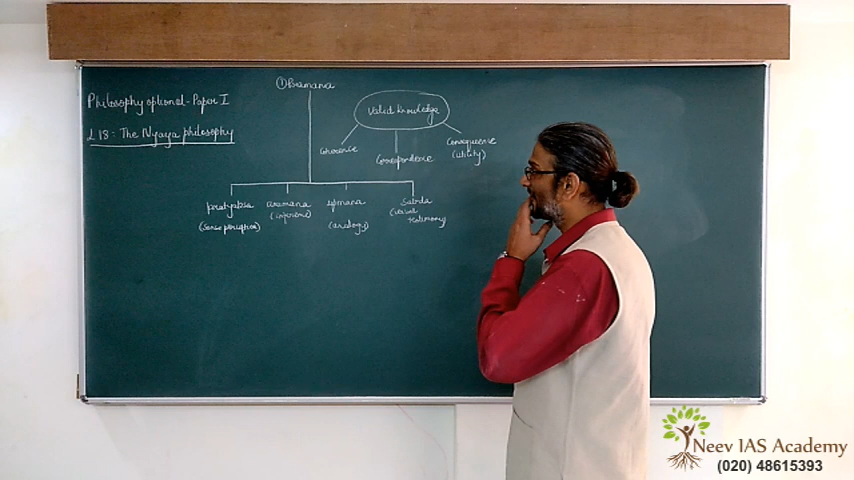 Philosophy optional - Paper I
L 18: The Nyaya philosophy
① Pramana
Valid Knowledge
Coherence
Correspondence
Consequence
(utility)
pratyaksa
(Sense perception)
anumana
(inference)
upmana
(analogy)
Sabda
(verbal
testimony)
Neev IAS Academy
(020) 48615393